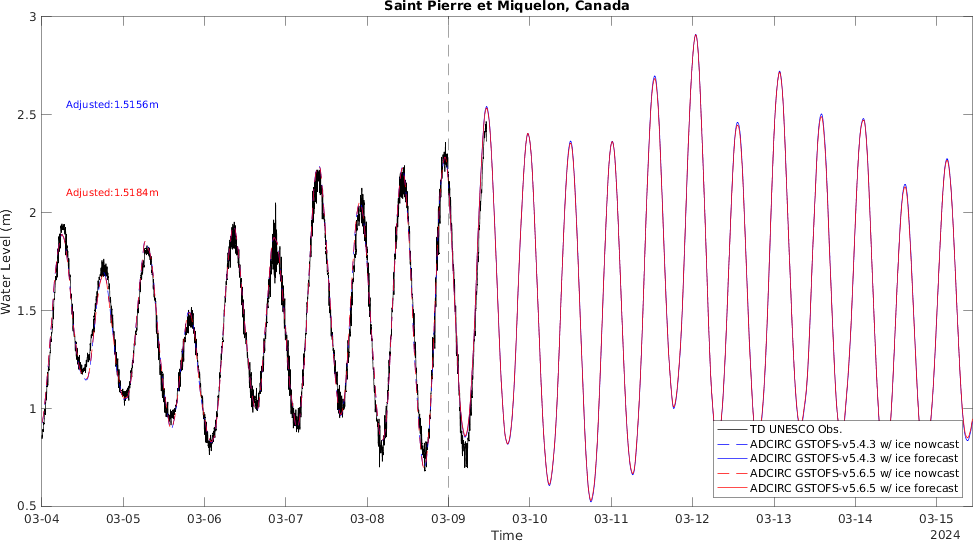 Saint Pierre et Miquelon, Canada
3
2.5
2
1.5
1
0.5
Water Level (m)
Adjusted:1.5156m
Adjusted:1.5184m
TD UNESCO Obs.
ADCIRC GSTOFS-v5.4.3 w/ ice nowcast
ADCIRC GSTOFS-v5.4.3 w/ ice forecast
ADCIRC GSTOFS-v5.6.5 w/ ice nowcast
ADCIRC GSTOFS-v5.6.5 w/ ice forecast
03-04 03-05 03-06 03-07 03-08 03-09 03-10 03-11 03-12 03-13 03-14 03-15
Time
2024